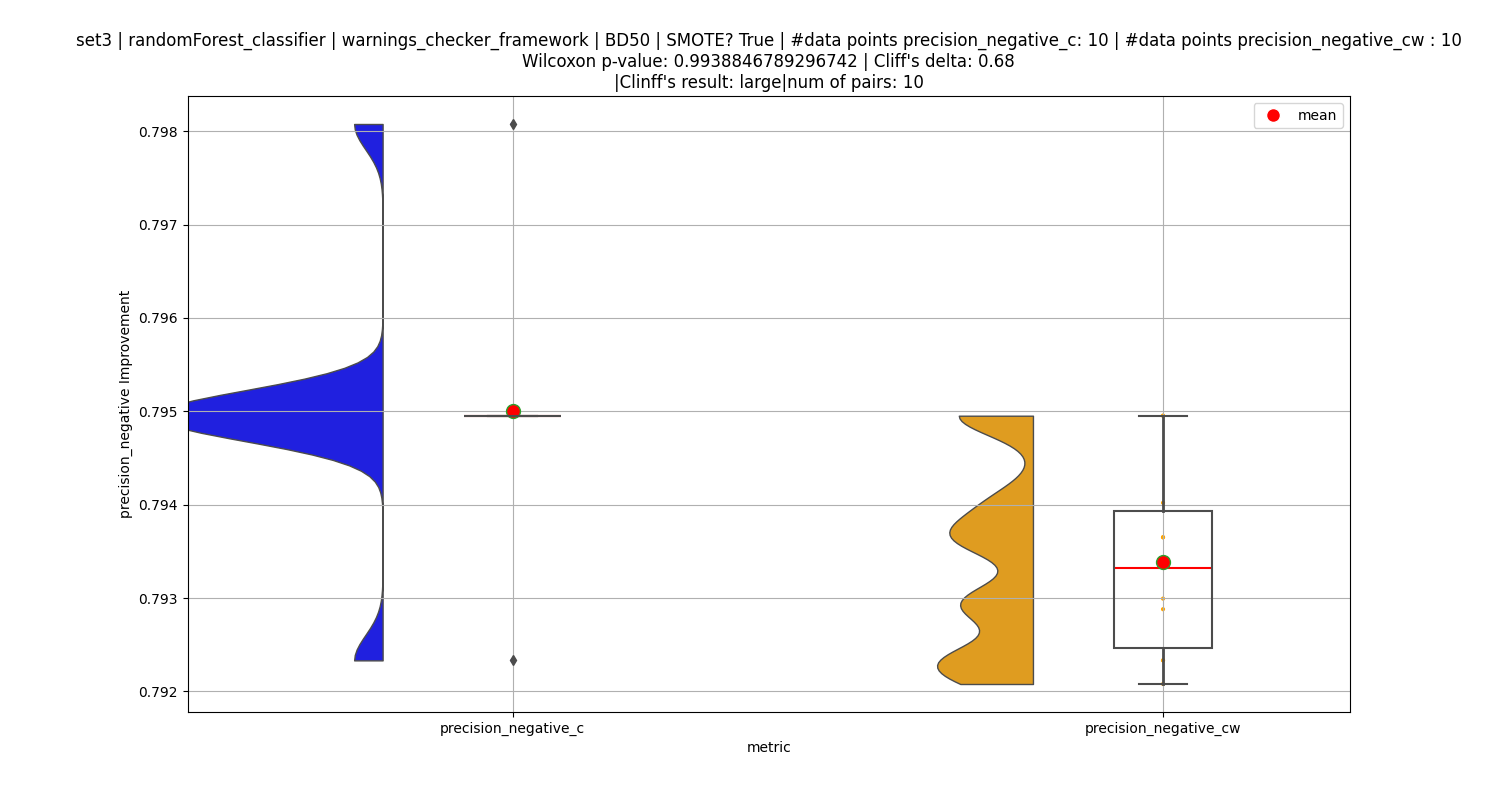 set3 | randomForest_classifier | warnings_checker_framework | BD50 | SMOTE? True | #data points precision_negative_c: 10 | #data points precision_negative_cw : 10
Wilcoxon p-value: 0.9938846789296742 | Cliff's delta: 0.68
|Clinff's result: large|num of pairs: 10
mean
0.798
0.797
0.796
0.795
0.794
0.793
0.792
precision_negative Improvement
precision_negative_c
precision_negative_cw
metric